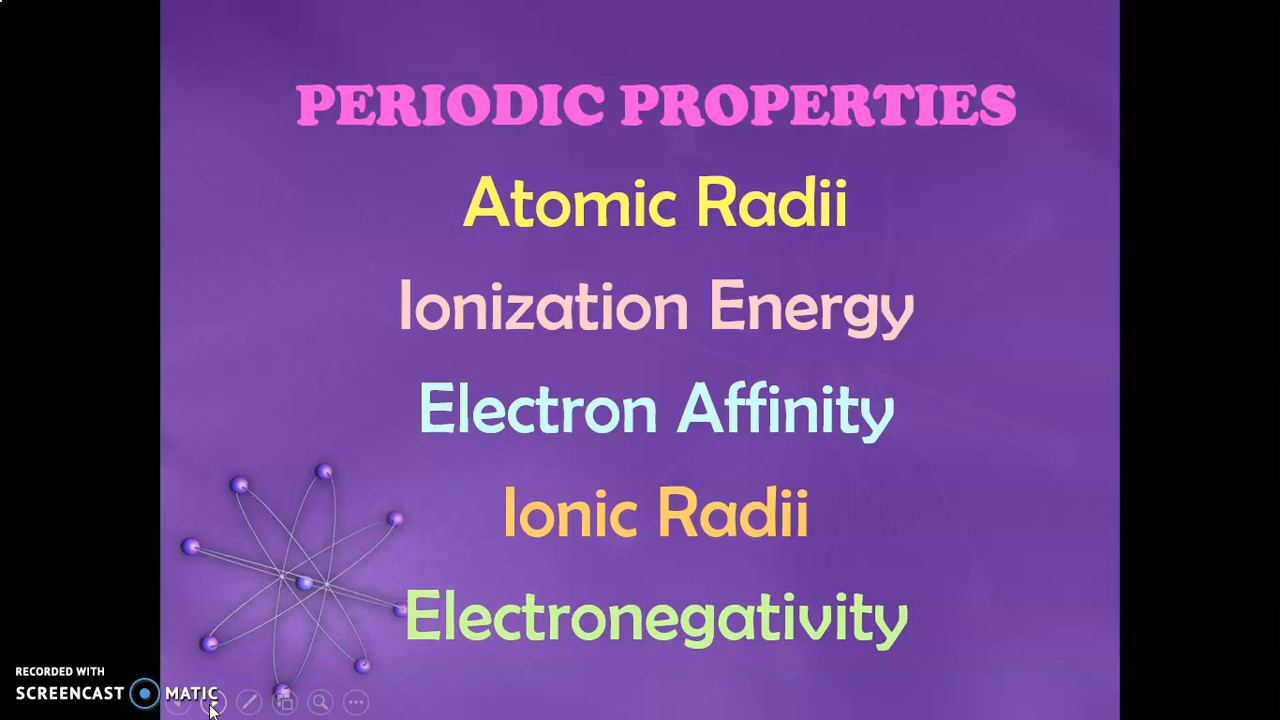 PERIODIC PROPERTIES
Atomic Radii
Ionization Energy
Electron Affinity
Ionic Radii
Electronegativity
RECORDED WITH
SCREENCAST MATIC